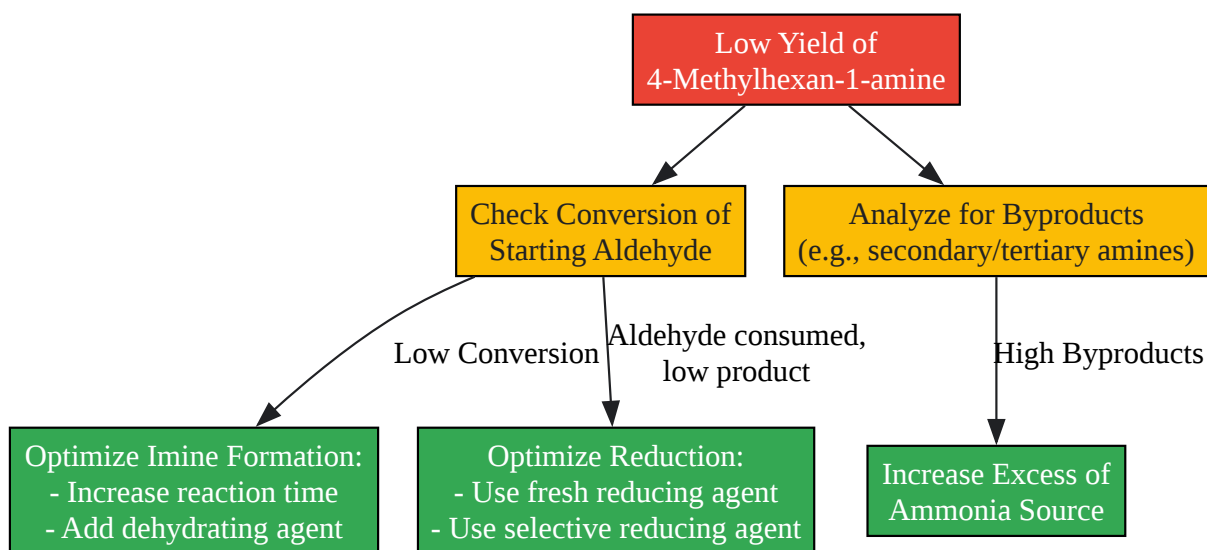 Low Yield of
4-Methylhexan-1-amine
Check Conversion of
Starting Aldehyde
Analyze for Byproducts
(e.g., secondary/tertiary amines)
Low Conversion
Aldehyde consumed,
low product
High Byproducts
Optimize Imine Formation:
- Increase reaction time
- Add dehydrating agent
Optimize Reduction:
- Use fresh reducing agent
- Use selective reducing agent
Increase Excess of
Ammonia Source